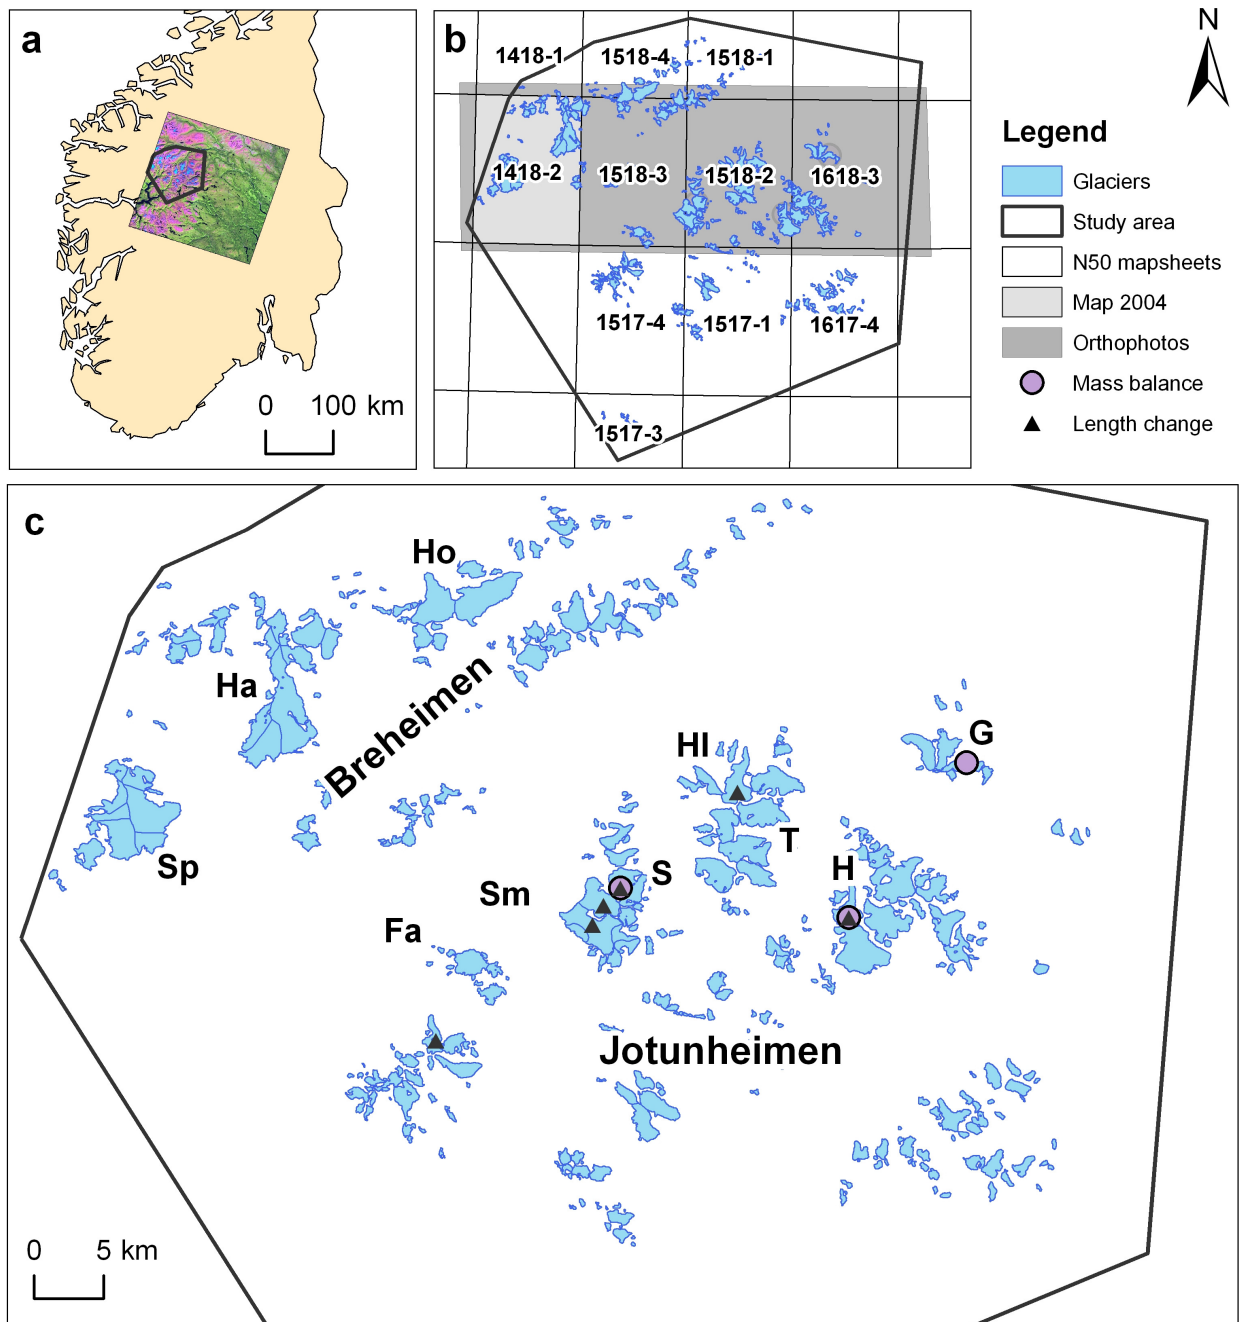 a
0 100 km
b
1418-1 1518-4 1518-1
1418-2 1518-3 1518-2 1618-3
1517-4 1517-1 1617-4
1517-3
N
Legend
Glaciers
Study area
N50 mapsheets
Map 2004
Orthophotos
Mass balance
Length change
c
Ho
Ha
Breheimen
Hl
G
Sp
T
H
S
Sm
Fa
Jotunheimen
0 5 km